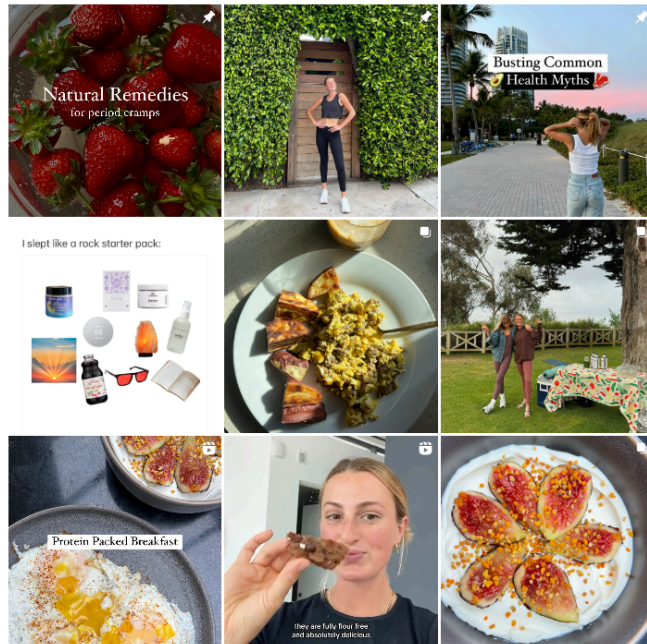 Natural Remedies
for period cramps
Busting Common
🥑 Health Myths 🥩
I slept like a rock starter pack:
Protein Packed Breakfast
they are fully flour free
and absolutely delicious